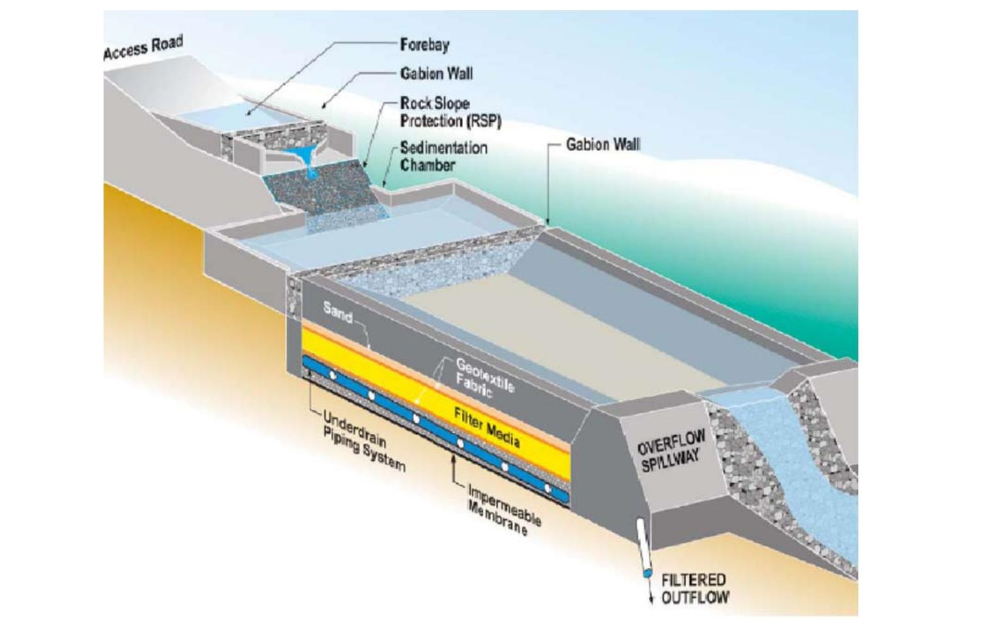 Access Road
Forebay
Gabion Wall
Rock Slope
Protection (RSP)
Sedimentation
Chamber
Gabion Wall
Sand
Geotextile
Fabric
Filter Media
Underdrain
Piping System
Impermeable
Membrane
OVERFLOW
SPILLWAY
FILTERED
OUTFLOW